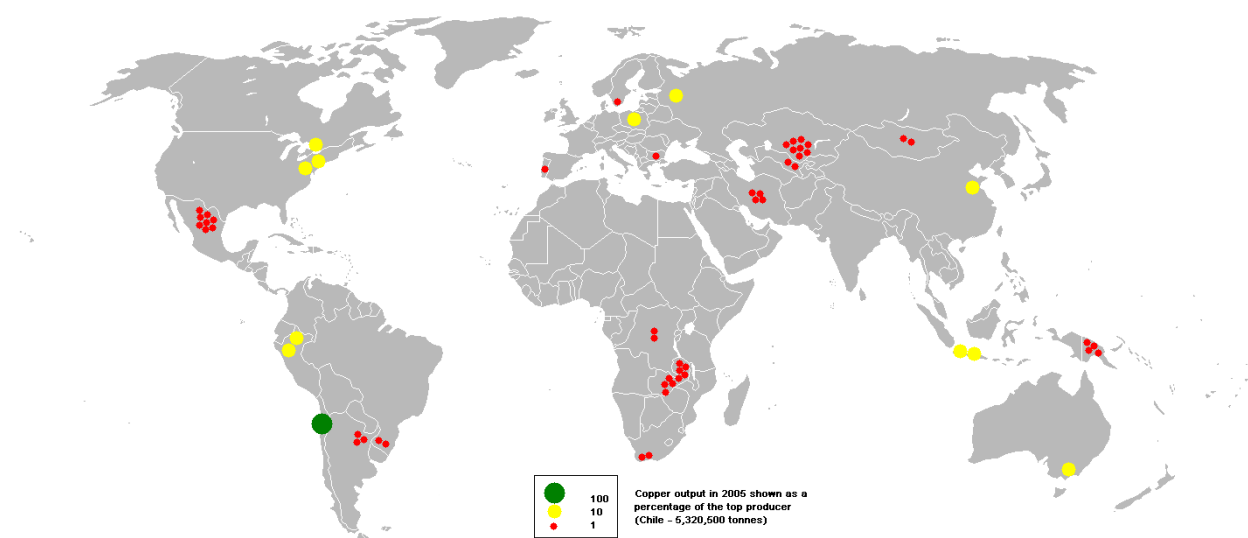 100
10
1
Copper output in 2005 shown as a
percentage of the top producer
(Chile - 5,320,500 tonnes)